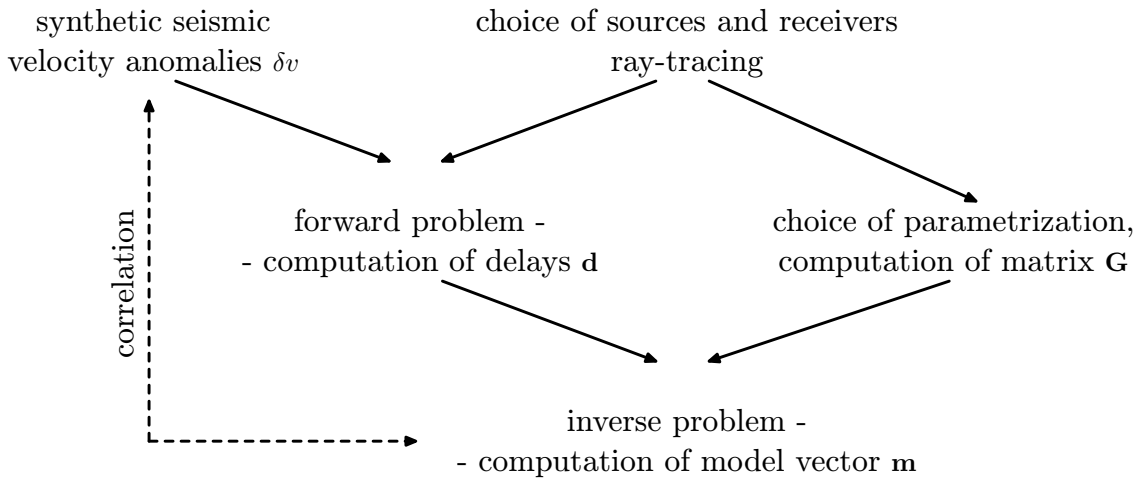 synthetic seismic
velocity anomalies δv
choice of sources and receivers
ray-tracing
correlation
forward problem -
- computation of delays d
choice of parametrization,
computation of matrix G
inverse problem -
- computation of model vector m